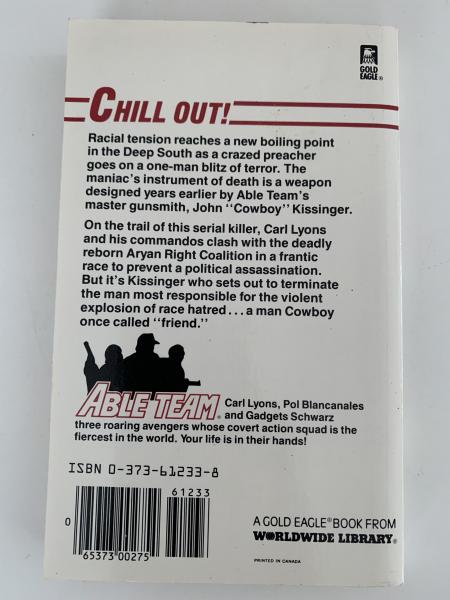 GOLD
EAGLE®
CHILL OUT!
Racial tension reaches a new boiling point
in the Deep South as a crazed preacher
goes on a one-man blitz of terror. The
maniac's instrument of death is a weapon
designed years earlier by Able Team's
master gunsmith, John "Cowboy" Kissinger.
On the trail of this serial killer, Carl Lyons
and his commandos clash with the deadly
reborn Aryan Right Coalition in a frantic
race to prevent a political assassination.
But it's Kissinger who sets out to terminate
the man most responsible for the violent
explosion of race hatred...a man Cowboy
once called "friend."
ABLE TEAM® Carl Lyons, Pol Blancanales
and Gadgets Schwarz
three roaring avengers whose covert action squad is the
fiercest in the world. Your life is in their hands!
ISBN 0-373-61233-8
61233
0
65373 00275
A GOLD EAGLE® BOOK FROM
WORLDWIDE LIBRARY®
PRINTED IN CANADA